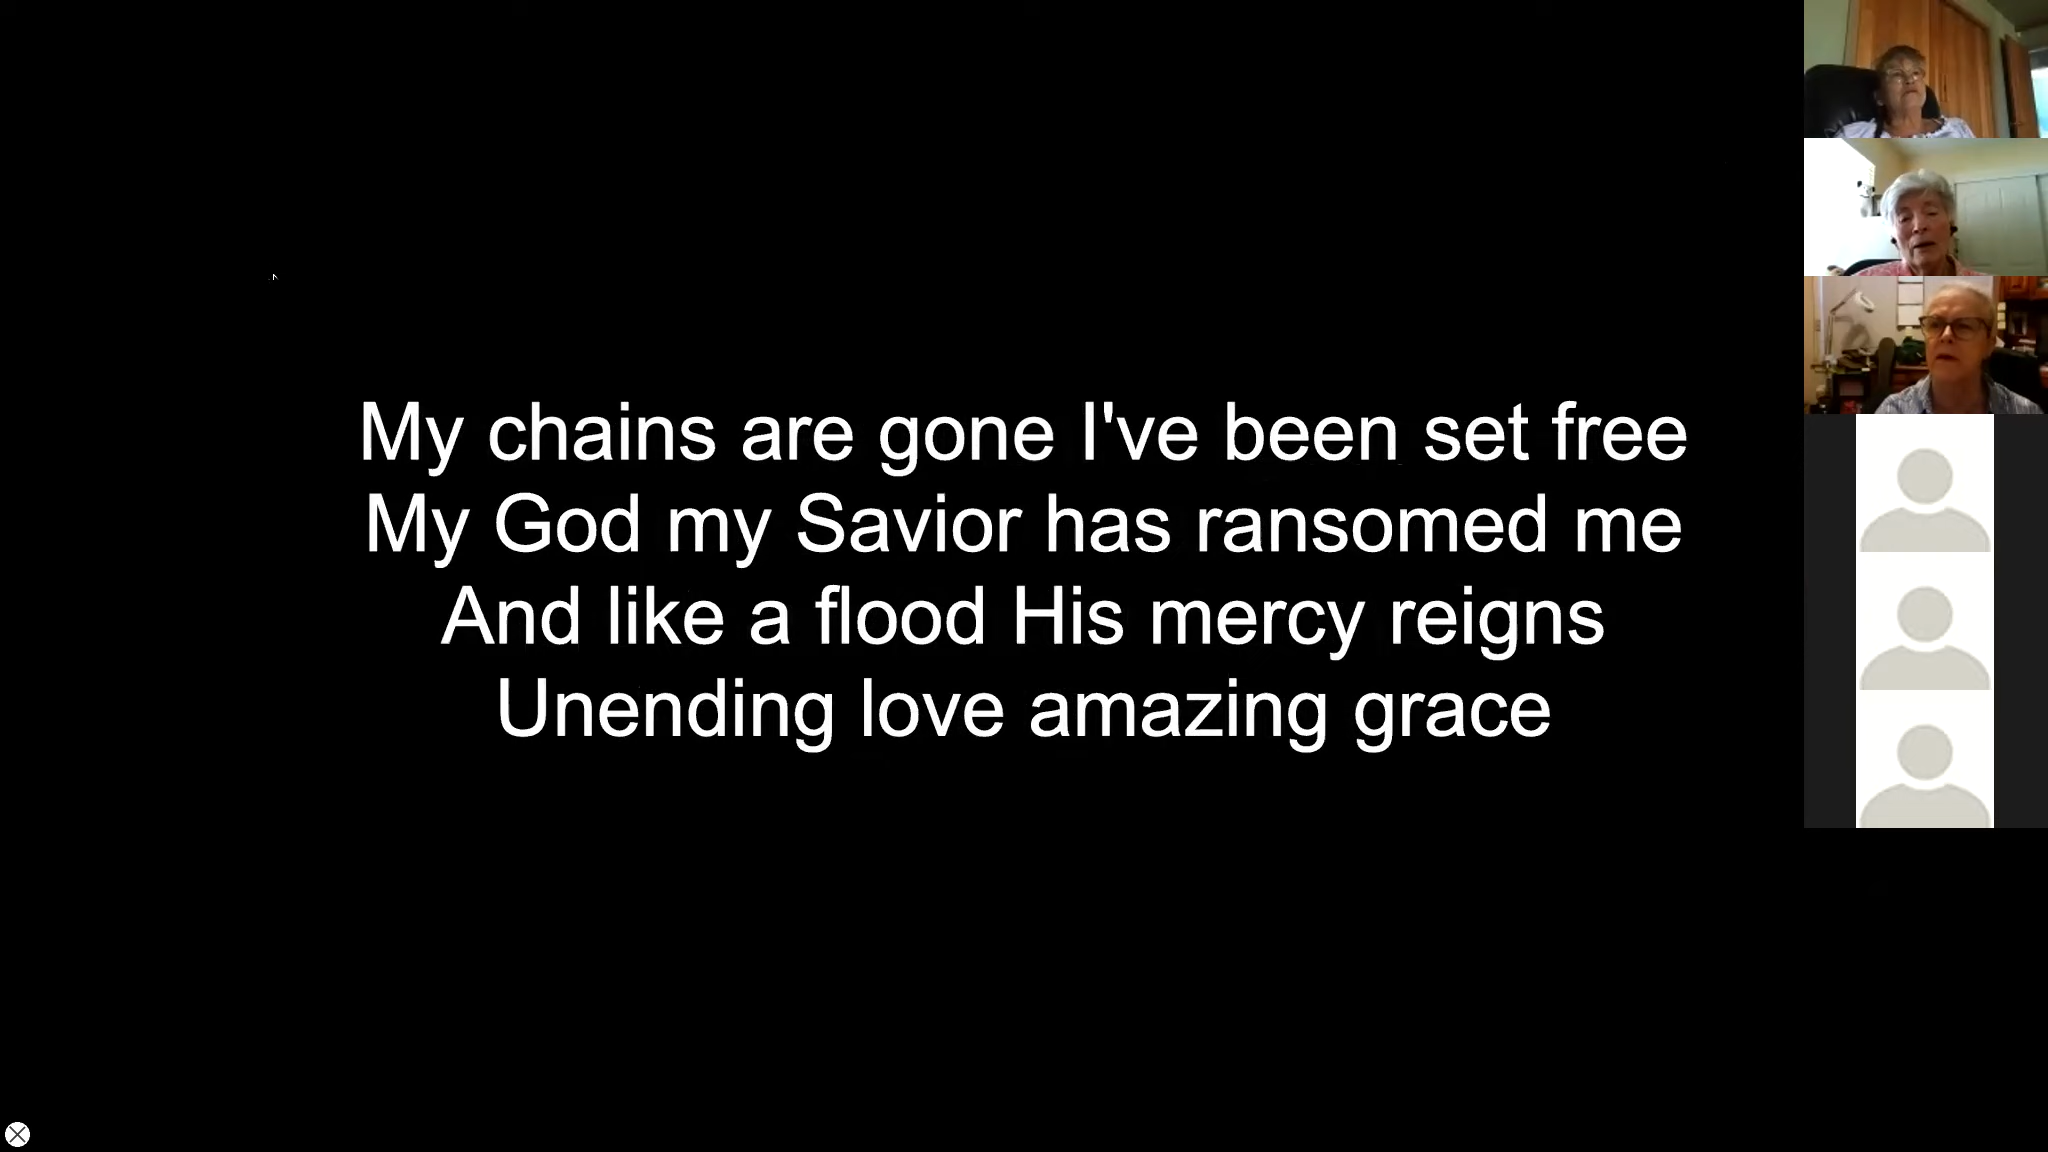 My chains are gone I've been set free
My God my Savior has ransomed me
And like a flood His mercy reigns
Unending love amazing grace